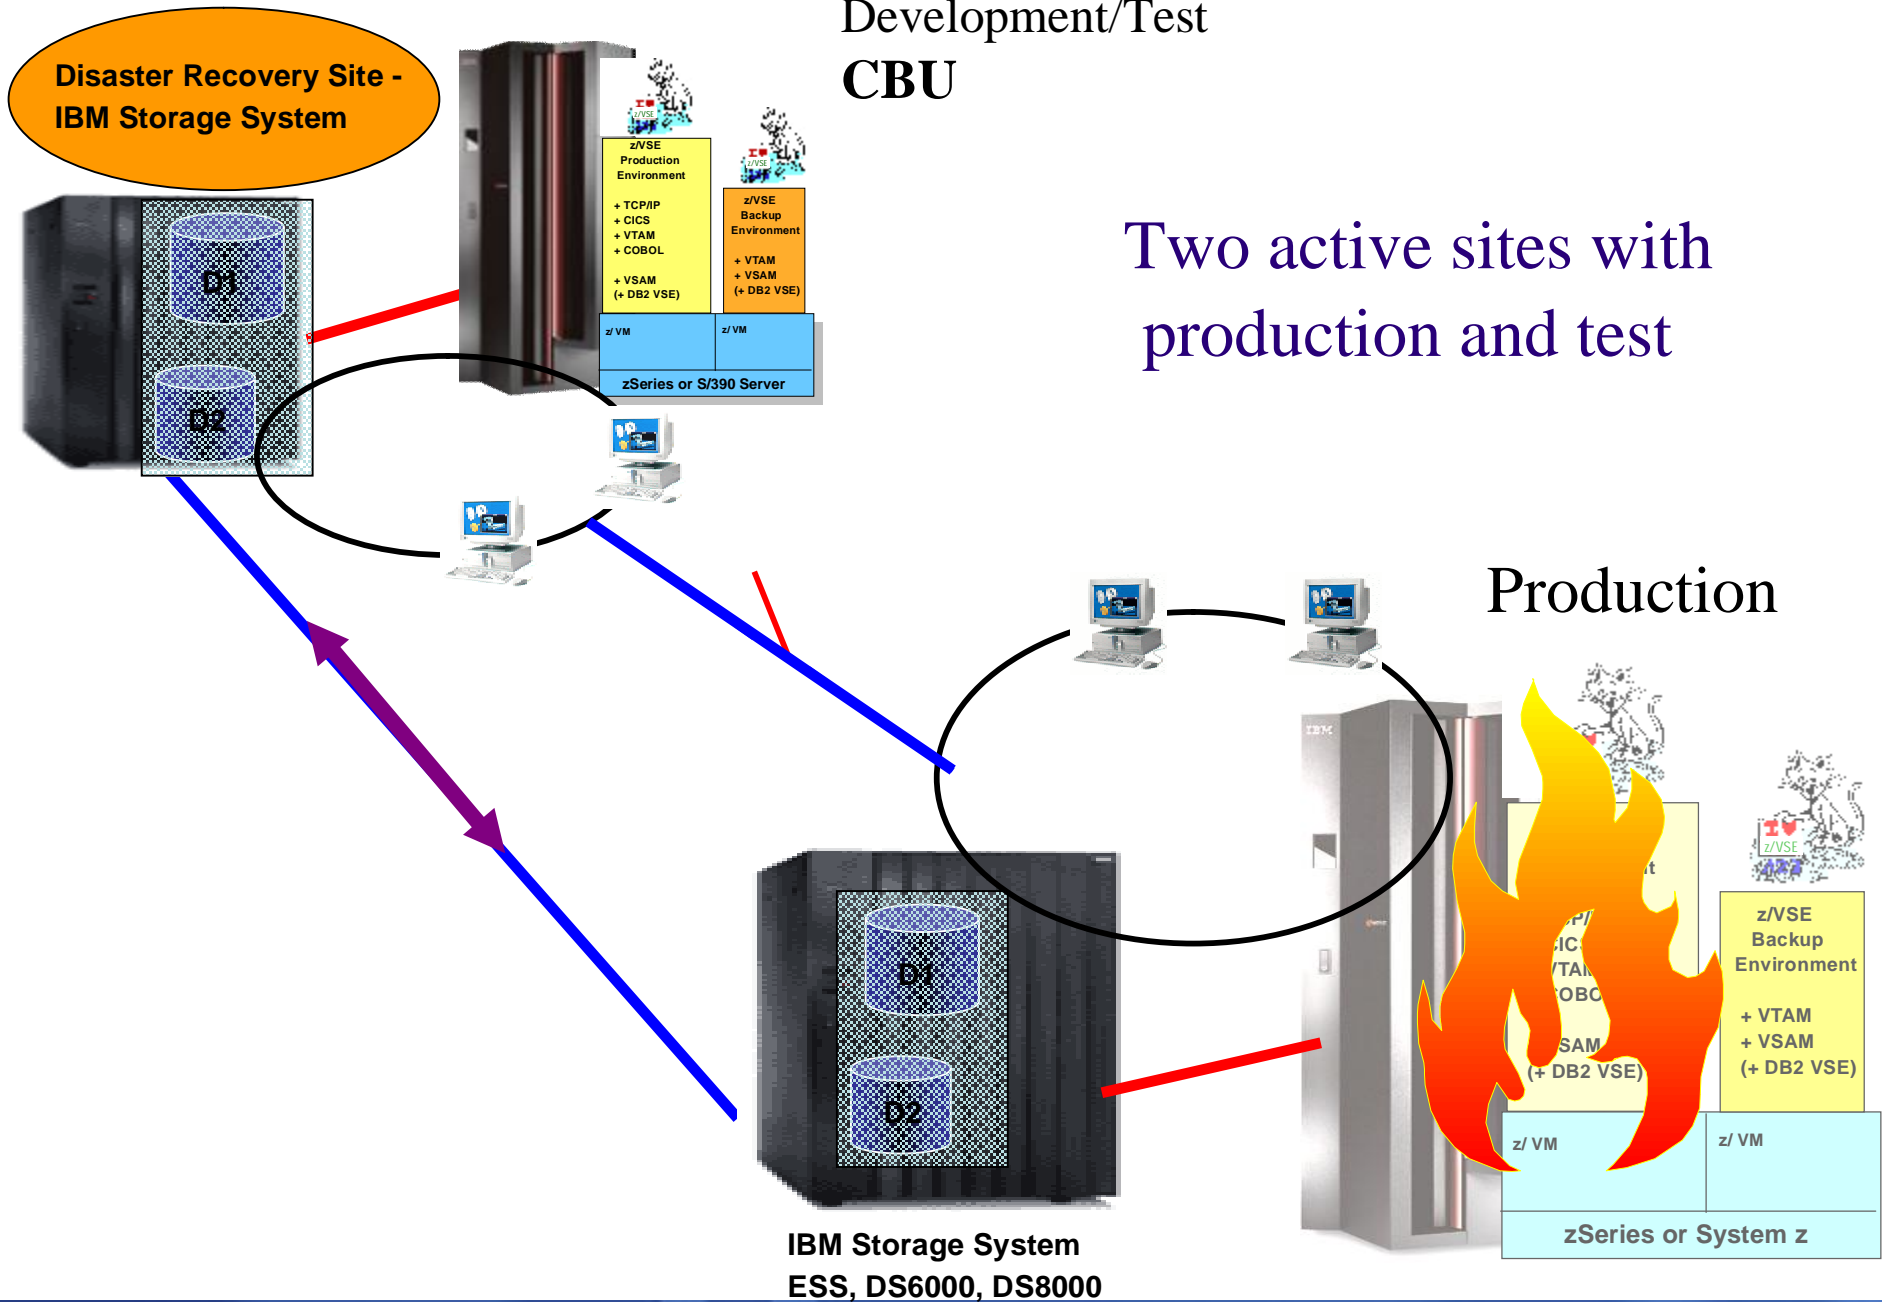 Development/Test
CBU
Disaster Recovery Site -
IBM Storage System
z/VSE
z/VSE
z/VSE
Production
Environment
+ TCP/IP
+ CICS
+ VTAM
+ COBOL
+ VSAM
(+ DB2 VSE)
z/VSE
Backup
Environment
+ VTAM
+ VSAM
(+ DB2 VSE)
z/ VM
z/ VM
zSeries or S/390 Server
D1
D2
Two active sites with
production and test
Production
IBM
I
z/VSE
z/VSE
Backup
Environment
+ VTAM
+ VSAM
(+ DB2 VSE)
(+ DB2 VSE)
z/ VM
z/ VM
zSeries or System z
D1
D2
IBM Storage System
ESS, DS6000, DS8000